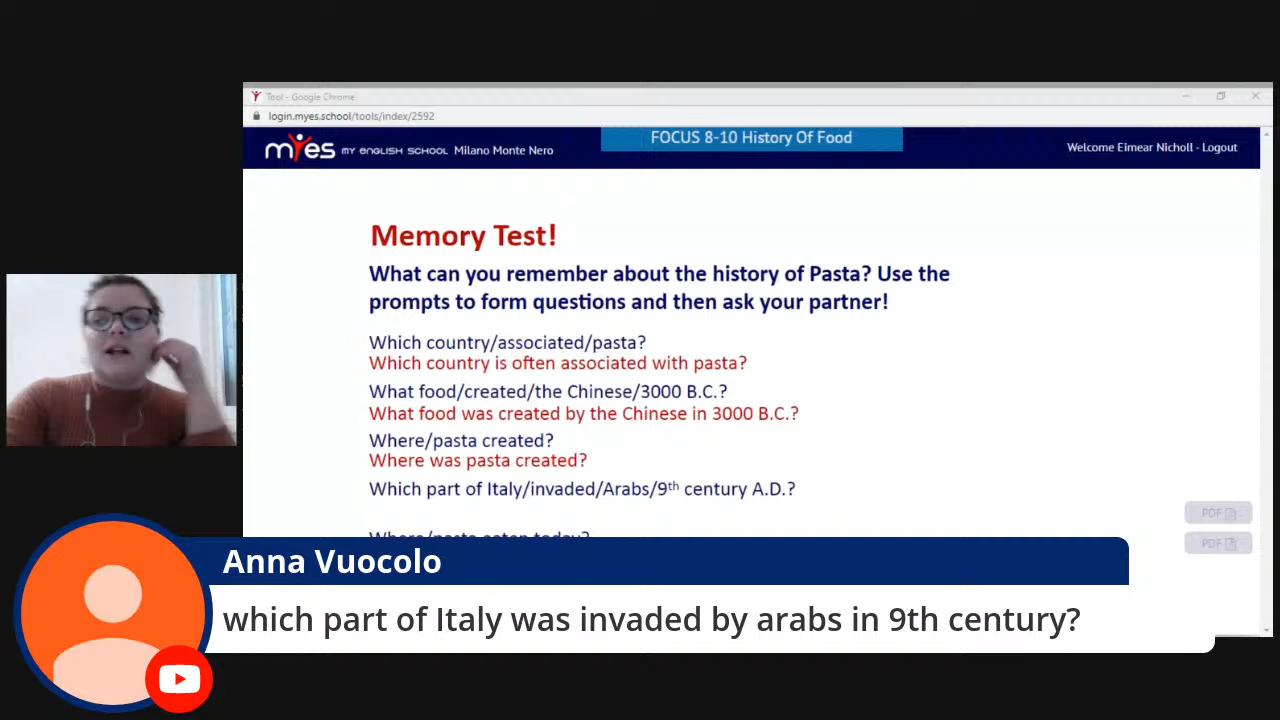 Tool - Google Chrome
login.myes.school/tools/index/2592
myes MY ENGLISH SCHOOL Milano Monte Nero
FOCUS 8-10 History Of Food
Welcome Eimear Nicholl - Logout
Memory Test!
What can you remember about the history of Pasta? Use the
prompts to form questions and then ask your partner!
Which country/associated/pasta?
Which country is often associated with pasta?
What food/created/the Chinese/3000 B.C.?
What food was created by the Chinese in 3000 B.C.?
Where/pasta created?
Where was pasta created?
Which part of Italy/invaded/Arabs/9th century A.D.?
Where/pasta eaten today?
PDF
PDF
Anna Vuocolo
which part of Italy was invaded by arabs in 9th century?